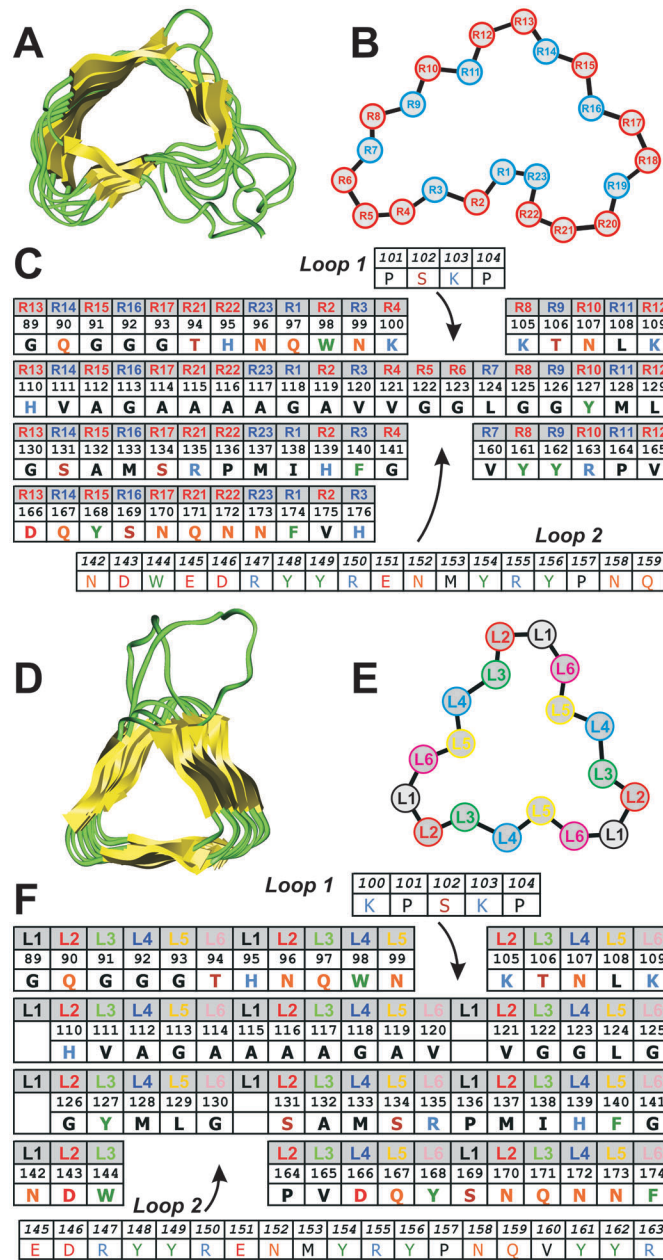 A
B
R13
R12
R14
R10
R11
R15
R8
R9
R16
R17
R7
R18
R6
R3
R1
R23
R19
R5
R4
R2
R22
R21
R20
C
Loop 1
101 102 103 104
P S K P
R13 R14 R15 R16 R17 R21 R22 R23 R1 R2 R3 R4 R8 R9 R10 R11 R12
89 90 91 92 93 94 95 96 97 98 99 100 105 106 107 108 109
G Q G G G T H N Q W N K K T N L K
R13 R14 R15 R16 R17 R21 R22 R23 R1 R2 R3 R4 R5 R6 R7 R8 R9 R10 R11 R12
110 111 112 113 114 115 116 117 118 119 120 121 122 123 124 125 126 127 128 129
H V A G A A A A G A V V G G L G G Y M L
R13 R14 R15 R16 R17 R21 R22 R23 R1 R2 R3 R4 R7 R8 R9 R10 R11 R12
130 131 132 133 134 135 136 137 138 139 140 141 160 161 162 163 164 165
G S A M S R P M I H F G V Y Y R P V
R13 R14 R15 R16 R17 R21 R22 R23 R1 R2 R3
166 167 168 169 170 171 172 173 174 175 176
D Q Y S N Q N N F V H
Loop 2
142 143 144 145 146 147 148 149 150 151 152 153 154 155 156 157 158 159
N D W E D R Y Y R E N M Y R Y P N Q
D
E
L2
L1
L3
L6
L4
L5
L4
L5
L6
L3
L1
L2
L2
L3
L4
L5
L6
L1
F
Loop 1
100 101 102 103 104
K P S K P
L1 L2 L3 L4 L5 L6 L1 L2 L3 L4 L5 L2 L3 L4 L5 L6
89 90 91 92 93 94 95 96 97 98 99 105 106 107 108 109
G Q G G G T H N Q W N K T N L K
L1 L2 L3 L4 L5 L6 L1 L2 L3 L4 L5 L6 L1 L2 L3 L4 L5 L6
110 111 112 113 114 115 116 117 118 119 120 121 122 123 124 125
H V A G A A A A G A V V G G L G
L1 L2 L3 L4 L5 L6 L1 L2 L3 L4 L5 L6 L1 L2 L3 L4 L5 L6
126 127 128 129 130 131 132 133 134 135 136 137 138 139 140 141
G Y M L G S A M S R P M I H F G
L1 L2 L3 L2 L3 L4 L5 L6 L1 L2 L3 L4 L5 L6
142 143 144 164 165 166 167 168 169 170 171 172 173 174
N D W P V D Q Y S N Q N N F
Loop 2
145 146 147 148 149 150 151 152 153 154 155 156 157 158 159 160 161 162 163
E D R Y Y R E N M Y R Y P N Q V Y Y R